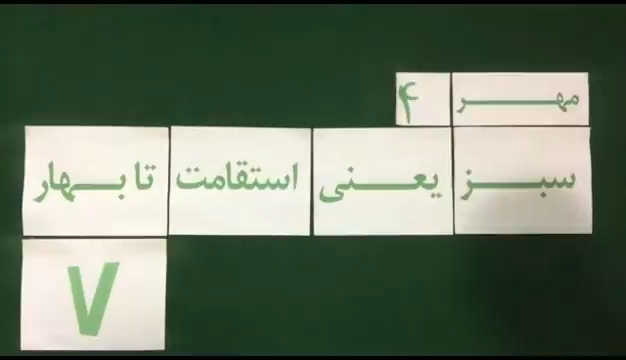 مهر ۴
سبز یعنی استقامت تا بهار
۷